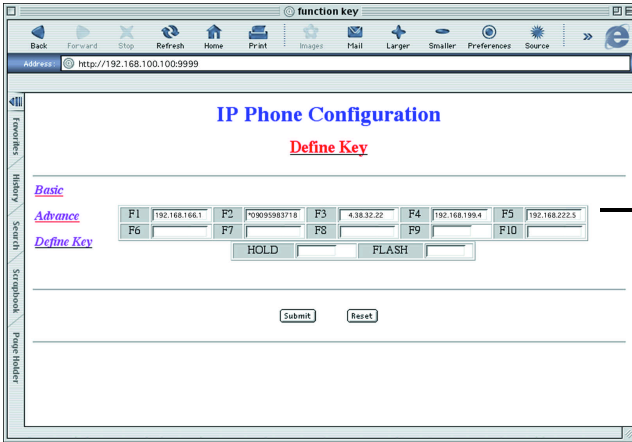 function key
Back Forward Stop Refresh Home Print Images Mail Larger Smaller Preferences Source »
Address: http://192.168.100.100:9999
Favorites
History
Search
Scrapbook
Page Holder
IP Phone Configuration
Define Key
Basic
Advance
Define Key
F1 192.168.166.1 F2 *09095983718 F3 4.38.32.22 F4 192.168.199.4 F5 192.168.222.5
F6 F7 F8 F9 F10
HOLD FLASH
Submit Reset